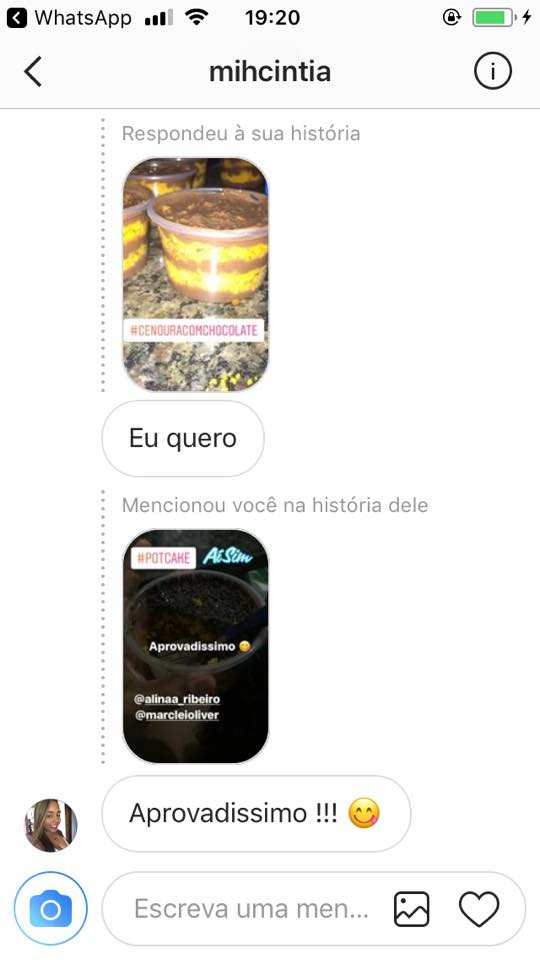 WhatsApp 19:20
mihcintia
Respondeu à sua história
#CENOURACOMCHOCOLATE
Eu quero
Mencionou você na história dele
#POTCAKE AiSim
Aprovadissimo 😋
@alinaa_ribeiro
@marcleioliver
Aprovadissimo !!! 😋
Escreva uma men...